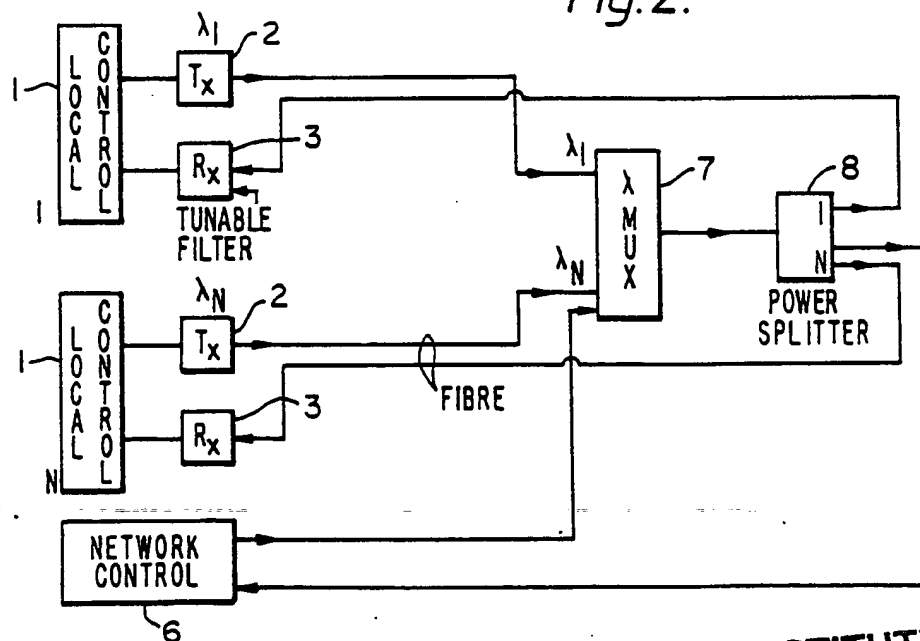 Fig. 2.
λ1
2
1
LOCAL CONTROL
1
Tx
3
Rx
TUNABLE
FILTER
λ1
7
λ MUX
8
1
N
POWER
SPLITTER
λN
λN
2
1
LOCAL CONTROL
N
Tx
FIBRE
3
Rx
NETWORK
CONTROL
6